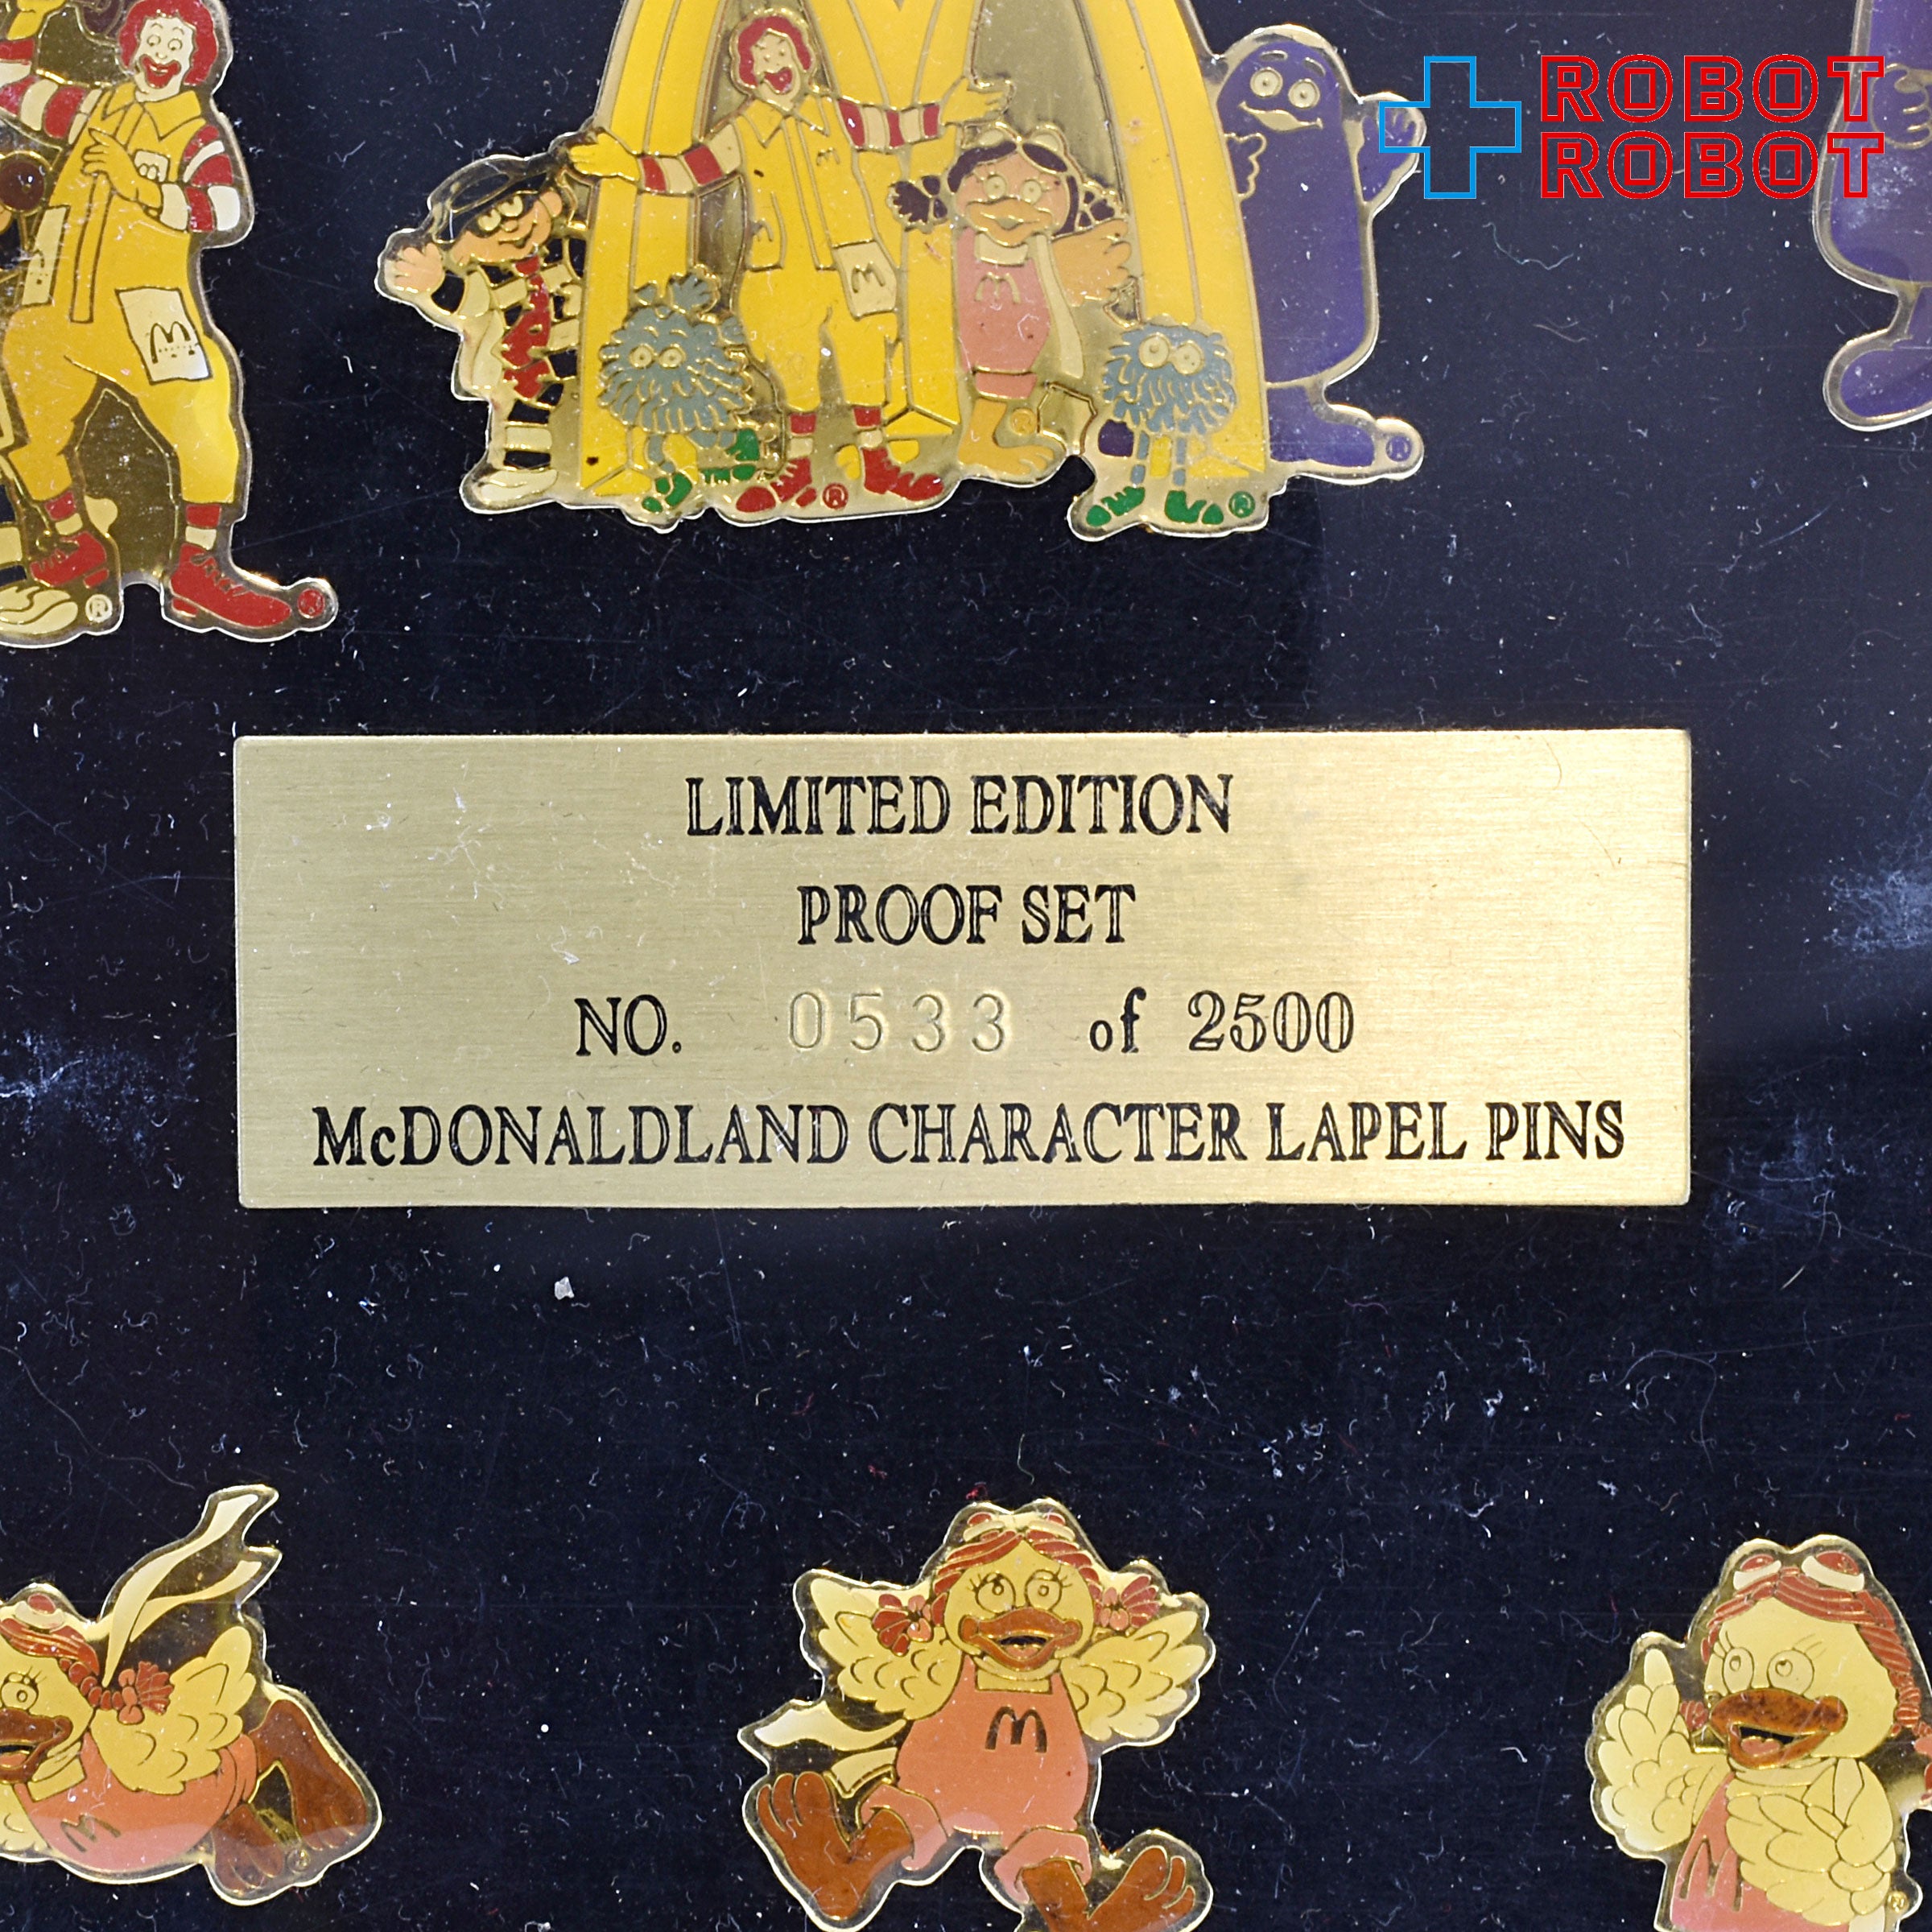 ROBOT
ROBOT
LIMITED EDITION
PROOF SET
NO. 0533 of 2500
McDONALDLAND CHARACTER LAPEL PINS